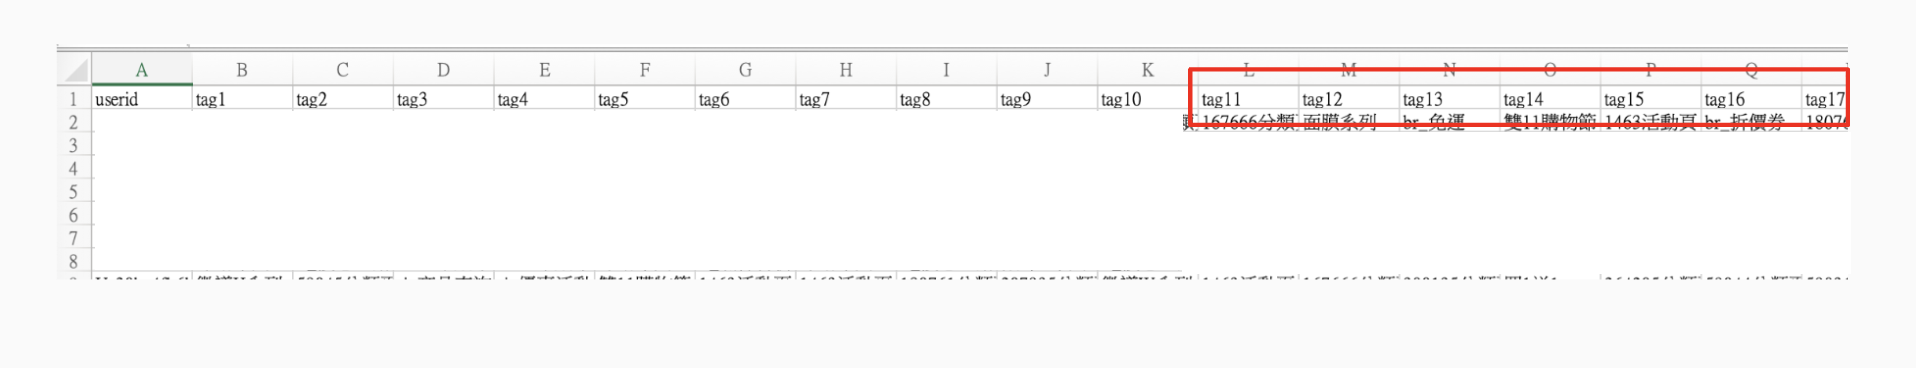 A B C D E F G H I J K L M N O P Q
1 userid tag1 tag2 tag3 tag4 tag5 tag6 tag7 tag8 tag9 tag10 tag11 tag12 tag13 tag14 tag15 tag16 tag17
2 167666分類 面膜系列 br_免運 雙11購物節 1463活動頁 br_折價券 1807
3
4
5
6
7
8